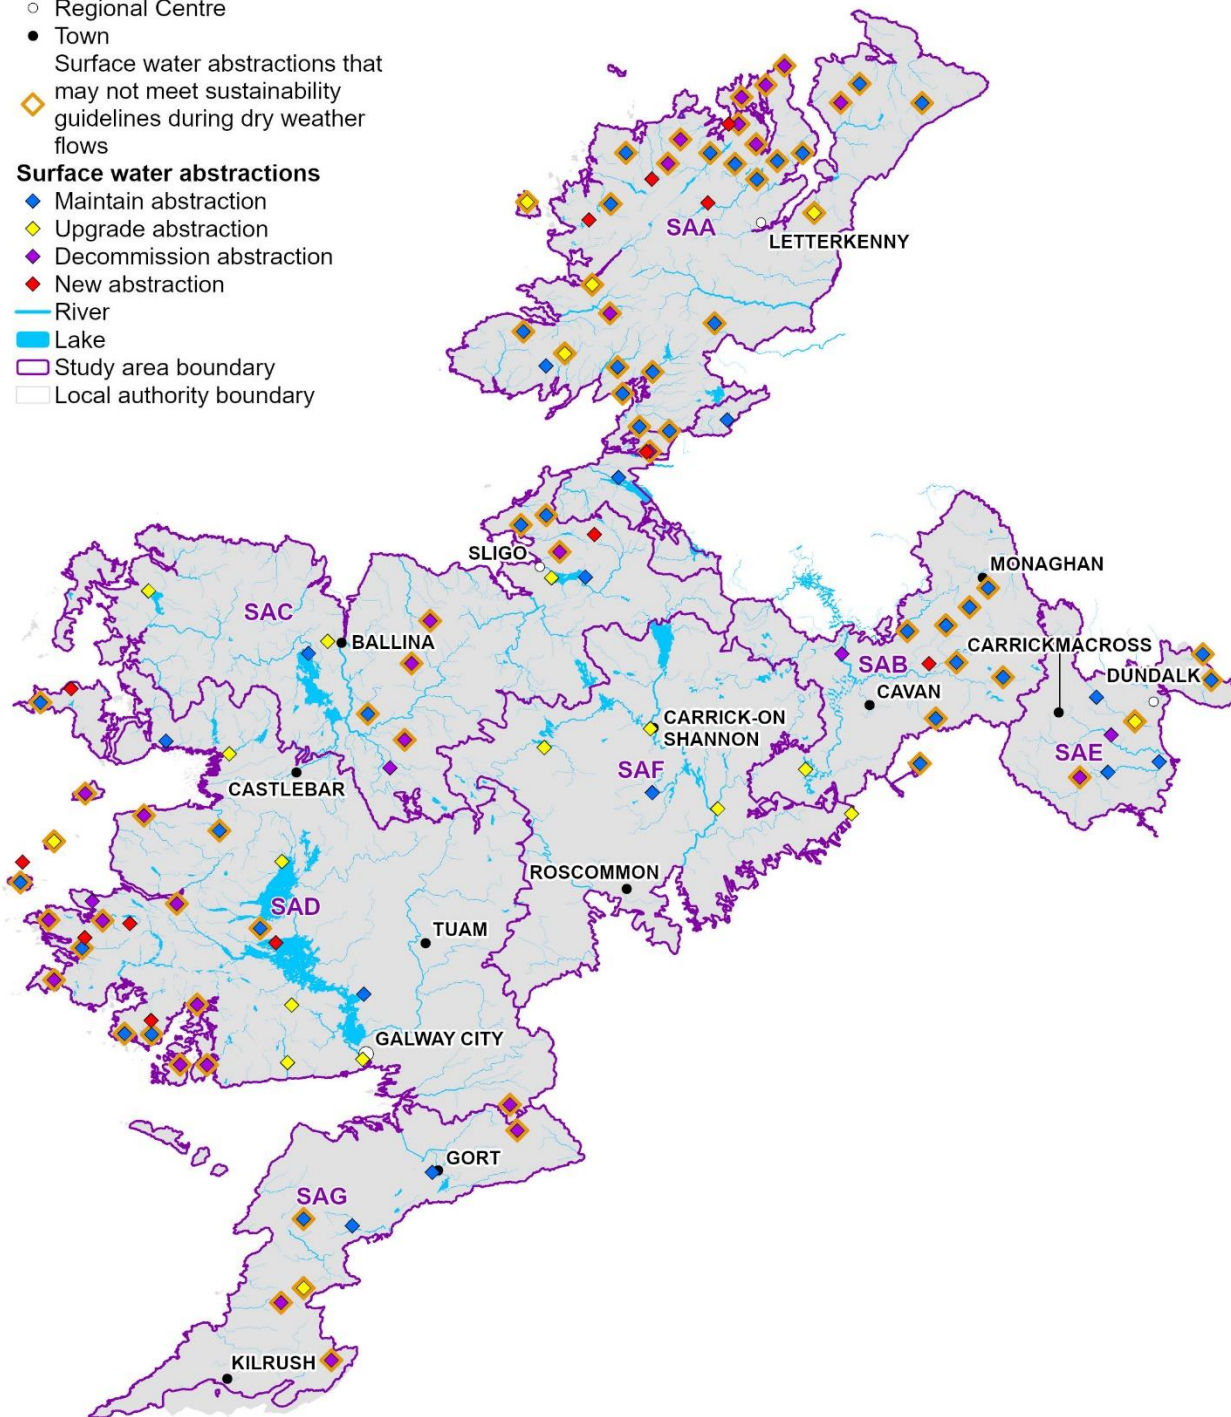 Regional Centre
Town
Surface water abstractions that
may not meet sustainability
guidelines during dry weather
flows
Surface water abstractions
Maintain abstraction
Upgrade abstraction
Decommission abstraction
New abstraction
River
Lake
Study area boundary
Local authority boundary
SAA
LETTERKENNY
SLIGO
MONAGHAN
SAC
BALLINA
CARRICKMACROSS
SAB
DUNDALK
CAVAN
CARRICK-ON
SHANNON
SAE
SAF
CASTLEBAR
ROSCOMMON
SAD
TUAM
GALWAY CITY
GORT
SAG
KILRUSH